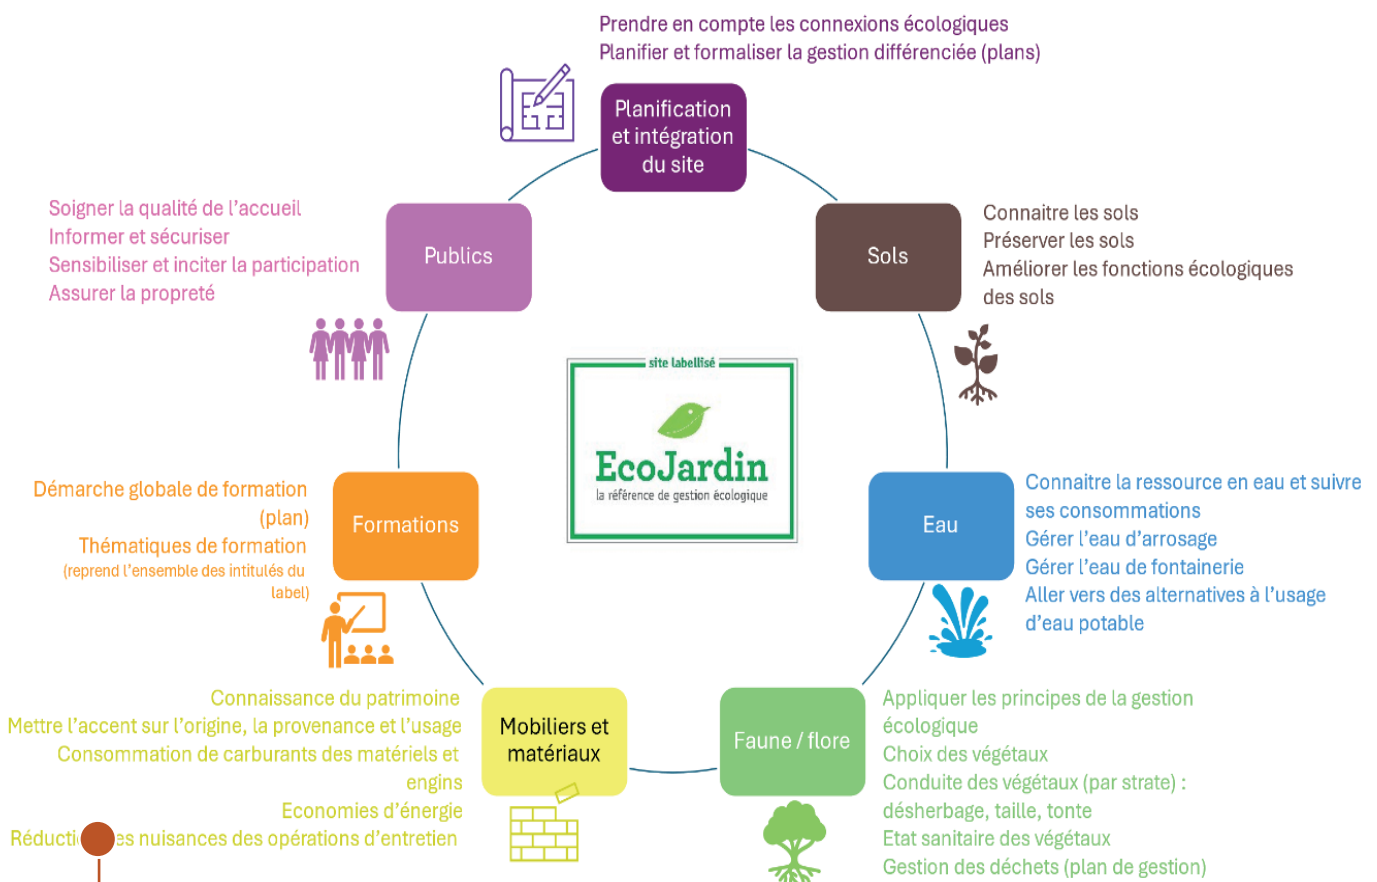 Prendre en compte les connexions écologiques
Planifier et formaliser la gestion différenciée (plans)
Planification
et intégration
du site
Sols
Connaitre les sols
Préserver les sols
Améliorer les fonctions écologiques
des sols
Eau
Connaitre la ressource en eau et suivre
ses consommations
Gérer l’eau d’arrosage
Gérer l’eau de fontainerie
Aller vers des alternatives à l’usage
d’eau potable
Faune / flore
Appliquer les principes de la gestion
écologique
Choix des végétaux
Conduite des végétaux (par strate) :
désherbage, taille, tonte
Etat sanitaire des végétaux
Gestion des déchets (plan de gestion)
Mobiliers et
matériaux
Connaissance du patrimoine
Mettre l’accent sur l’origine, la provenance et l’usage
Consommation de carburants des matériels et
engins
Economies d’énergie
nuisances des opérations d’entretien
Formations
Démarche globale de formation
(plan)
Thématiques de formation
(reprend l’ensemble des intitulés du
label)
Publics
Soigner la qualité de l’accueil
Informer et sécuriser
Sensibiliser et inciter la participation
Assurer la propreté
site labellisé
EcoJardin
la référence de gestion écologique